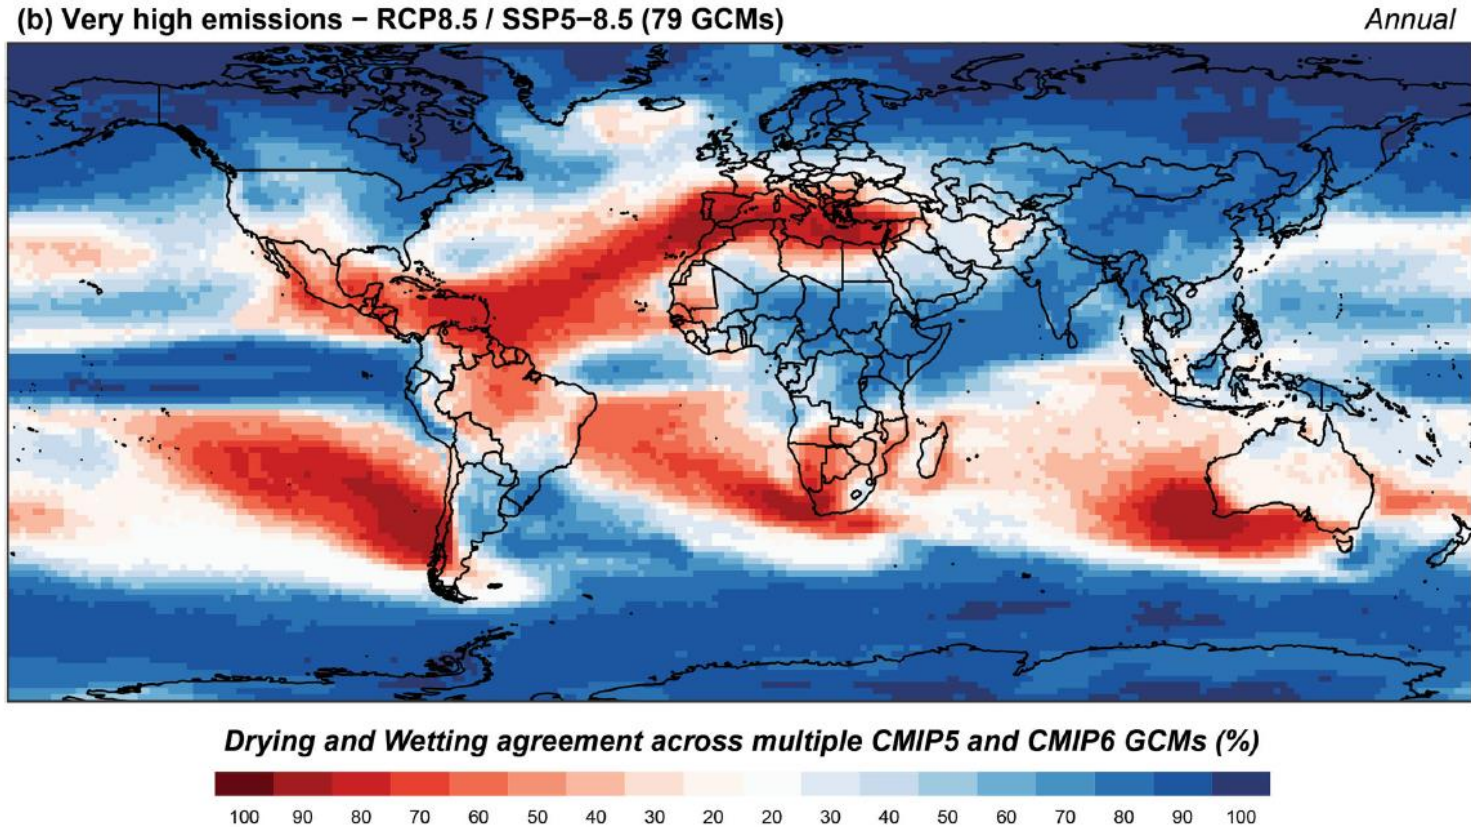 (b) Very high emissions – RCP8.5 / SSP5–8.5 (79 GCMs) Annual
Drying and Wetting agreement across multiple CMIP5 and CMIP6 GCMs (%)
100 90 80 70 60 50 40 30 20 20 30 40 50 60 70 80 90 100